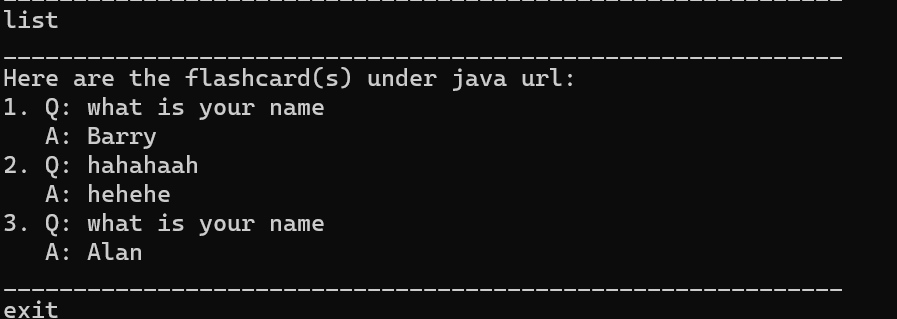 ____________________________________________________________
list
____________________________________________________________
Here are the flashcard(s) under java url:
1. Q: what is your name
   A: Barry
2. Q: hahahaah
   A: hehehe
3. Q: what is your name
   A: Alan
____________________________________________________________
exit